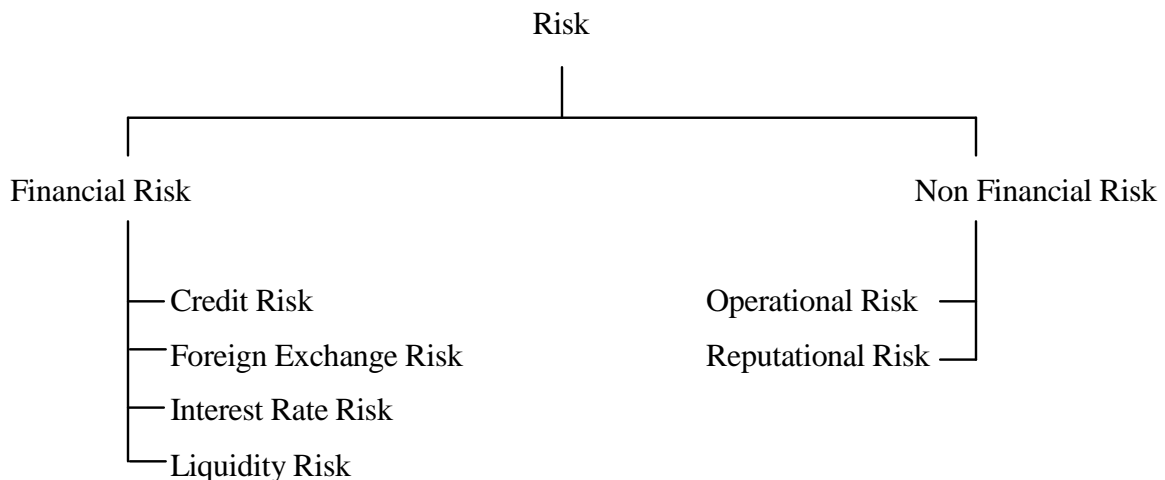 Risk
Financial Risk
Non Financial Risk
Credit Risk
Operational Risk
Foreign Exchange Risk
Reputational Risk
Interest Rate Risk
Liquidity Risk